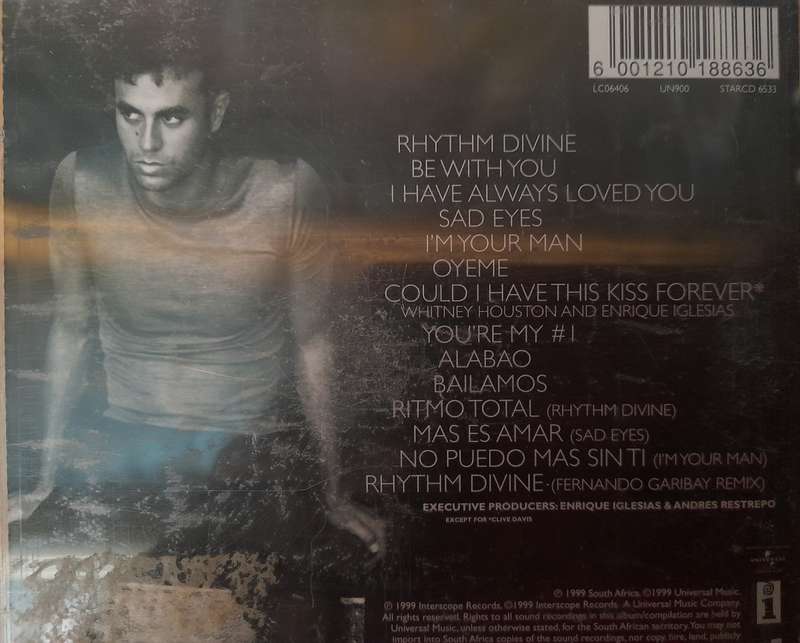 6 001210 188636
LC06406 UN900 STARCD 6533
RHYTHM DIVINE
BE WITH YOU
I HAVE ALWAYS LOVED YOU
SAD EYES
I'M YOUR MAN
OYEME
COULD I HAVE THIS KISS FOREVER*
WHITNEY HOUSTON AND ENRIQUE IGLESIAS
YOU'RE MY #1
ALABAO
BAILAMOS
RITMO TOTAL (RHYTHM DIVINE)
MAS ES AMAR (SAD EYES)
NO PUEDO MAS SIN TI (I'M YOUR MAN)
RHYTHM DIVINE·(FERNANDO GARIBAY REMIX)
EXECUTIVE PRODUCERS: ENRIQUE IGLESIAS & ANDRES RESTREPO
EXCEPT FOR *CLIVE DAVIS
UNIVERSAL
℗ 1999 South Africa. ©1999 Universal Music.
℗ 1999 Interscope Records, ©1999 Interscope Records. A Universal Music Company.
All rights reserved. Rights to all sound recordings in this album/compilation are held by
Universal Music, unless otherwise stated, for the South African territory. You may not
import into South Africa copies of the sound recordings, nor copy, hire, lend, publicly
i